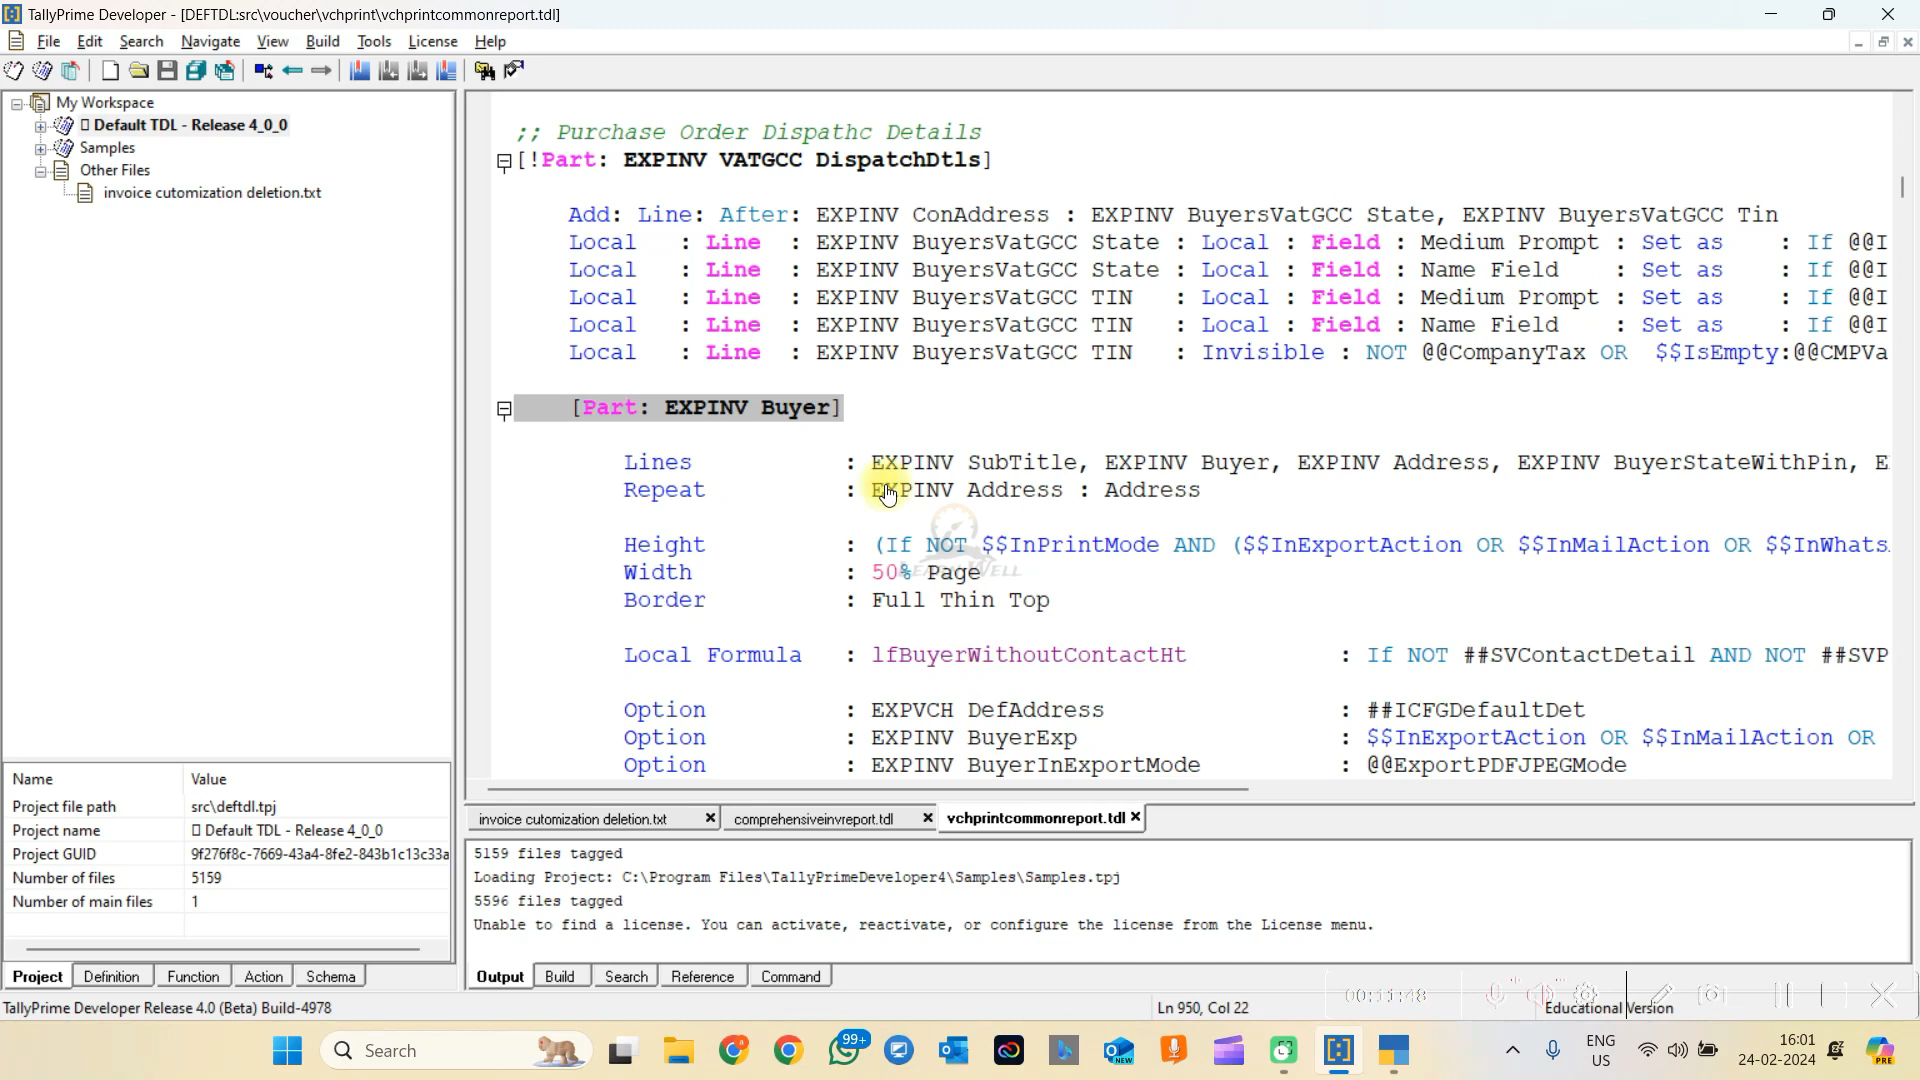 TallyPrime Developer - [DEFTDL:src\voucher\vchprint\vchprintcommonreport.tdl]
File Edit Search Navigate View Build Tools License Help
My Workspace
Default TDL - Release 4_0_0
Samples
Other Files
invoice cutomization deletion.txt
;; Purchase Order Dispathc Details
[!Part: EXPINV VATGCC DispatchDtls]
Add: Line: After: EXPINV ConAddress : EXPINV BuyersVatGCC State, EXPINV BuyersVatGCC Tin
Local : Line : EXPINV BuyersVatGCC State : Local : Field : Medium Prompt : Set as : If @@I
Local : Line : EXPINV BuyersVatGCC State : Local : Field : Name Field : Set as : If @@I
Local : Line : EXPINV BuyersVatGCC TIN : Local : Field : Medium Prompt : Set as : If @@I
Local : Line : EXPINV BuyersVatGCC TIN : Local : Field : Name Field : Set as : If @@I
Local : Line : EXPINV BuyersVatGCC TIN : Invisible : NOT @@CompanyTax OR $$IsEmpty:@@CMPVa
[Part: EXPINV Buyer]
Lines : EXPINV SubTitle, EXPINV Buyer, EXPINV Address, EXPINV BuyerStateWithPin, E
Repeat : EXPINV Address : Address
Height : (If NOT $$InPrintMode AND ($$InExportAction OR $$InMailAction OR $$InWhats
Width : 50% Page
Border : Full Thin Top
Local Formula : lfBuyerWithoutContactHt : If NOT ##SVContactDetail AND NOT ##SVP
Option : EXPVCH DefAddress : ##ICFGDefaultDet
Option : EXPINV BuyerExp : $$InExportAction OR $$InMailAction OR
Option : EXPINV BuyerInExportMode : @@ExportPDFJPEGMode
Name Value
Project file path src\deftdl.tpj
Project name Default TDL - Release 4_0_0
Project GUID 9f276f8c-7669-43a4-8fe2-843b1c13c33a
Number of files 5159
Number of main files 1
Project Definition Function Action Schema
invoice cutomization deletion.txt comprehensiveinvreport.tdl vchprintcommonreport.tdl
5159 files tagged
Loading Project: C:\Program Files\TallyPrimeDeveloper4\Samples\Samples.tpj
5596 files tagged
Unable to find a license. You can activate, reactivate, or configure the license from the License menu.
Output Build Search Reference Command
00:11:48
TallyPrime Developer Release 4.0 (Beta) Build-4978
Ln 950, Col 22
Educational Version
Search
99+
NEW
ENG
US
16:01
24-02-2024
PRE